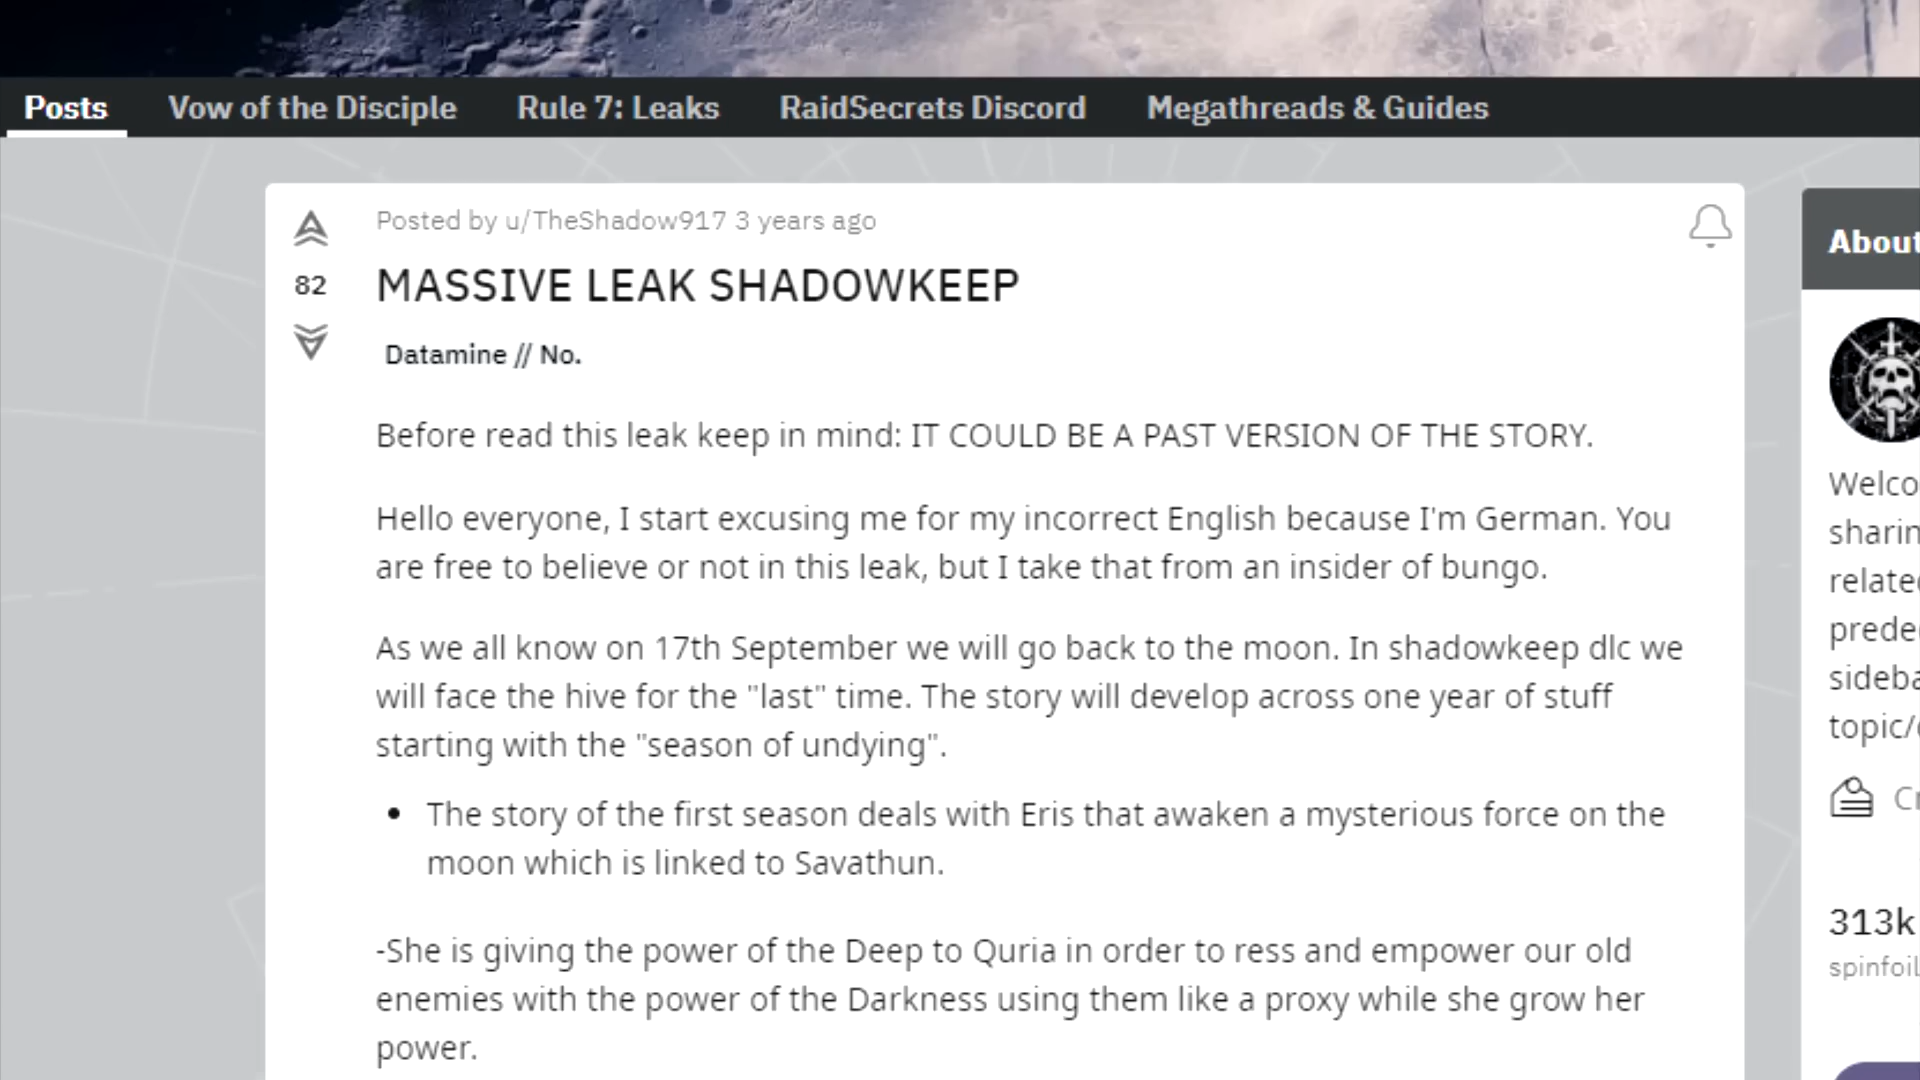 Posts Vow of the Disciple Rule 7: Leaks RaidSecrets Discord Megathreads & Guides
Posted by u/TheShadow917 3 years ago
82
MASSIVE LEAK SHADOWKEEP
Datamine // No.
Before read this leak keep in mind: IT COULD BE A PAST VERSION OF THE STORY.
Hello everyone, I start excusing me for my incorrect English because I'm German. You
are free to believe or not in this leak, but I take that from an insider of bungo.
As we all know on 17th September we will go back to the moon. In shadowkeep dlc we
will face the hive for the "last" time. The story will develop across one year of stuff
starting with the "season of undying".
• The story of the first season deals with Eris that awaken a mysterious force on the
moon which is linked to Savathun.
-She is giving the power of the Deep to Quria in order to ress and empower our old
enemies with the power of the Darkness using them like a proxy while she grow her
power.
About
313k